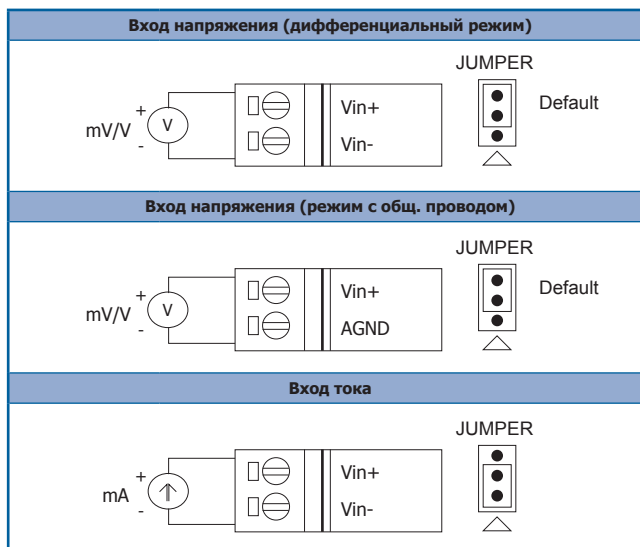 Вход напряжения (дифференциальный режим)
JUMPER
Vin+
Default
+
mV/V
V
-
Vin-
Вход напряжения (режим с общ. проводом)
JUMPER
Vin+
Default
+
mV/V
V
-
AGND
Вход тока
JUMPER
Vin+
+
mA
-
Vin-